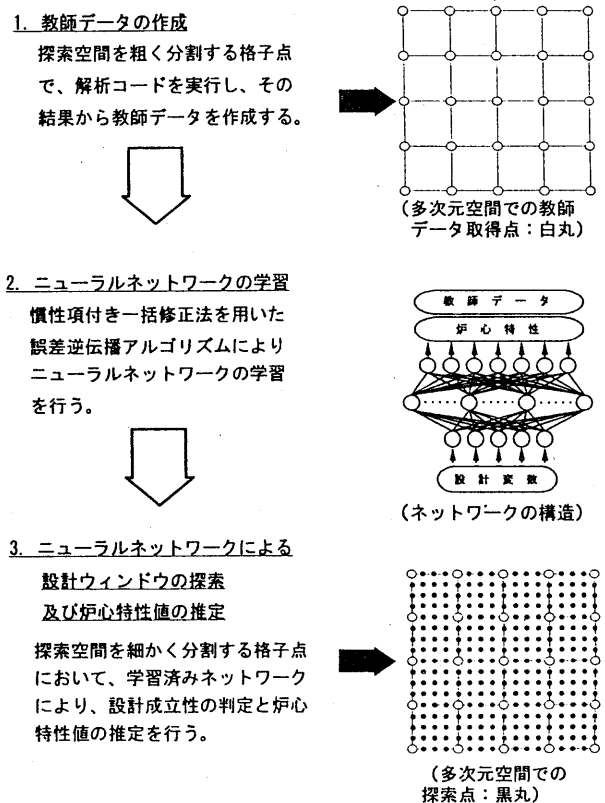 1. 教師データの作成
探索空間を粗く分割する格子点
で、解析コードを実行し、その
結果から教師データを作成する。
(多次元空間での教師
データ取得点:白丸)
2. ニューラルネットワークの学習
慣性項付き一括修正法を用いた
誤差逆伝播アルゴリズムにより
ニューラルネットワークの学習
を行う。
教師データ
炉心特性
設計変数
(ネットワークの構造)
3. ニューラルネットワークによる
設計ウィンドウの探索
及び炉心特性値の推定
探索空間を細かく分割する格子点
において、学習済みネットワーク
により、設計成立性の判定と炉心
特性値の推定を行う。
(多次元空間での
探索点:黒丸)